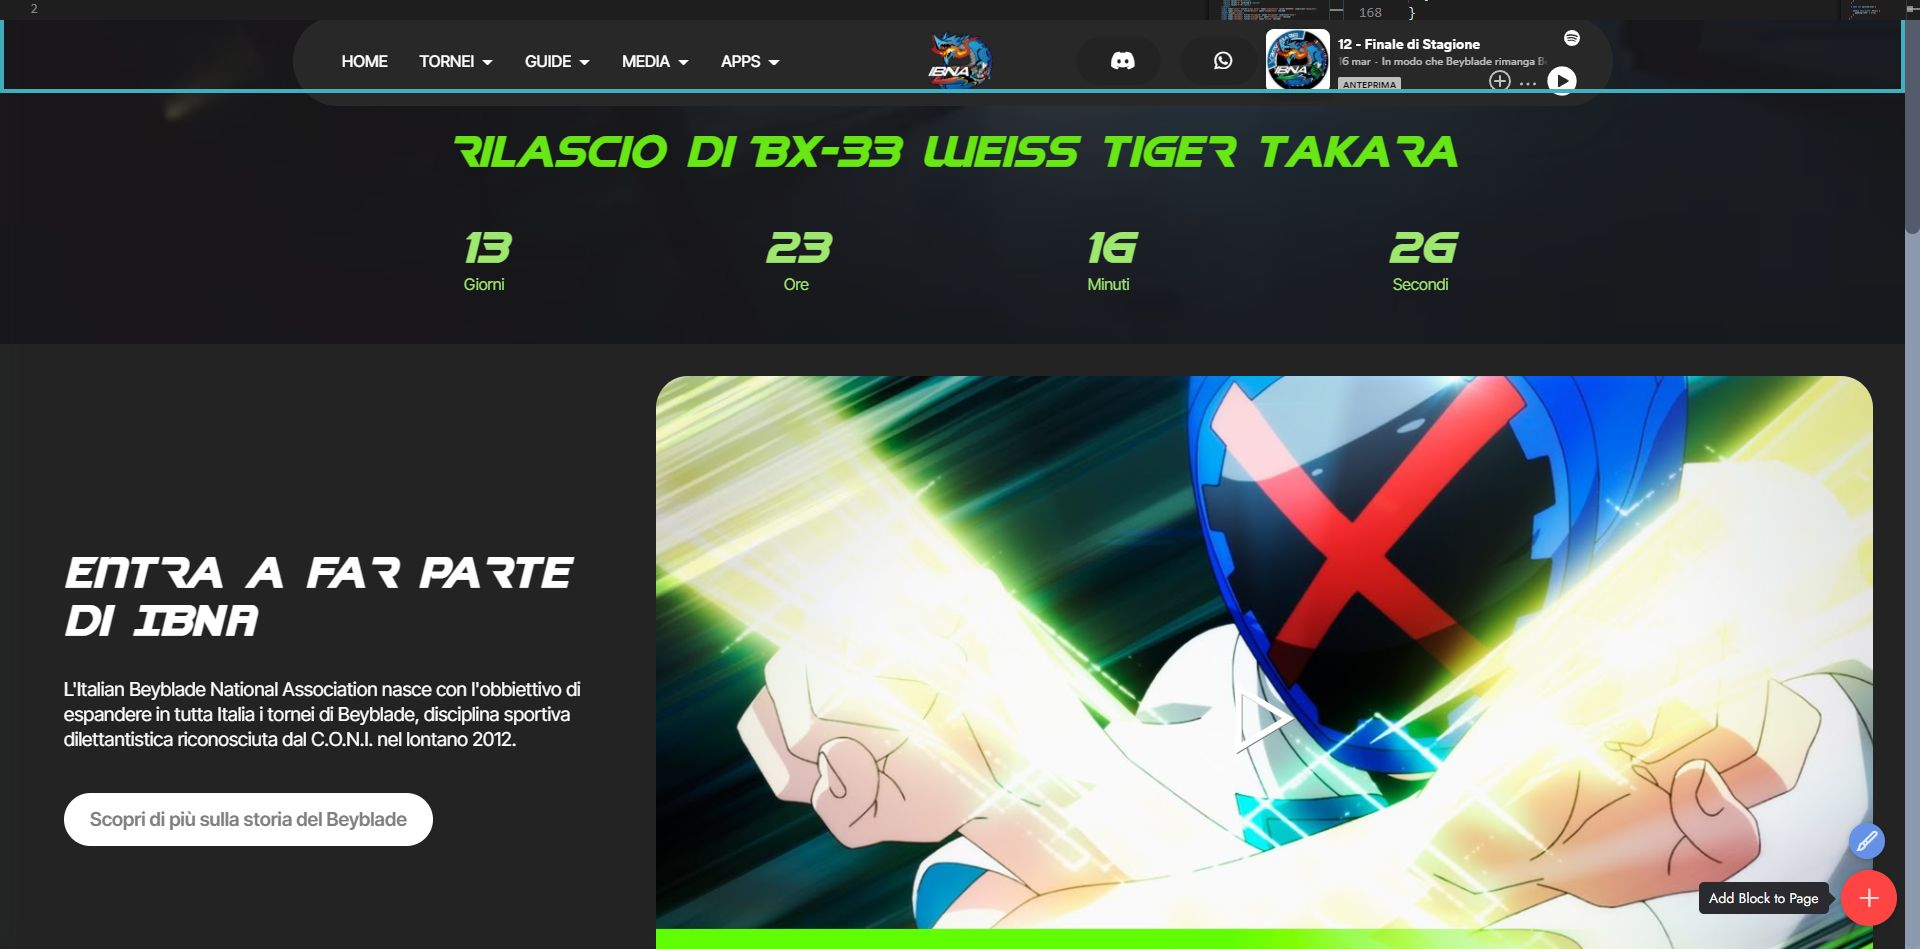 2
168 }
HOME TORNEI GUIDE MEDIA APPS
IBNA
IBNA
12 - Finale di Stagione
16 mar - In modo che Beyblade rimanga
ANTEPRIMA
RILASCIO DI BX-33 WEISS TIGER TAKARA
13 23 16 26
Giorni Ore Minuti Secondi
ENTRA A FAR PARTE
DI IBNA
L'Italian Beyblade National Association nasce con l'obbiettivo di
espandere in tutta Italia i tornei di Beyblade, disciplina sportiva
dilettantistica riconosciuta dal C.O.N.I. nel lontano 2012.
Scopri di più sulla storia del Beyblade
Add Block to Page